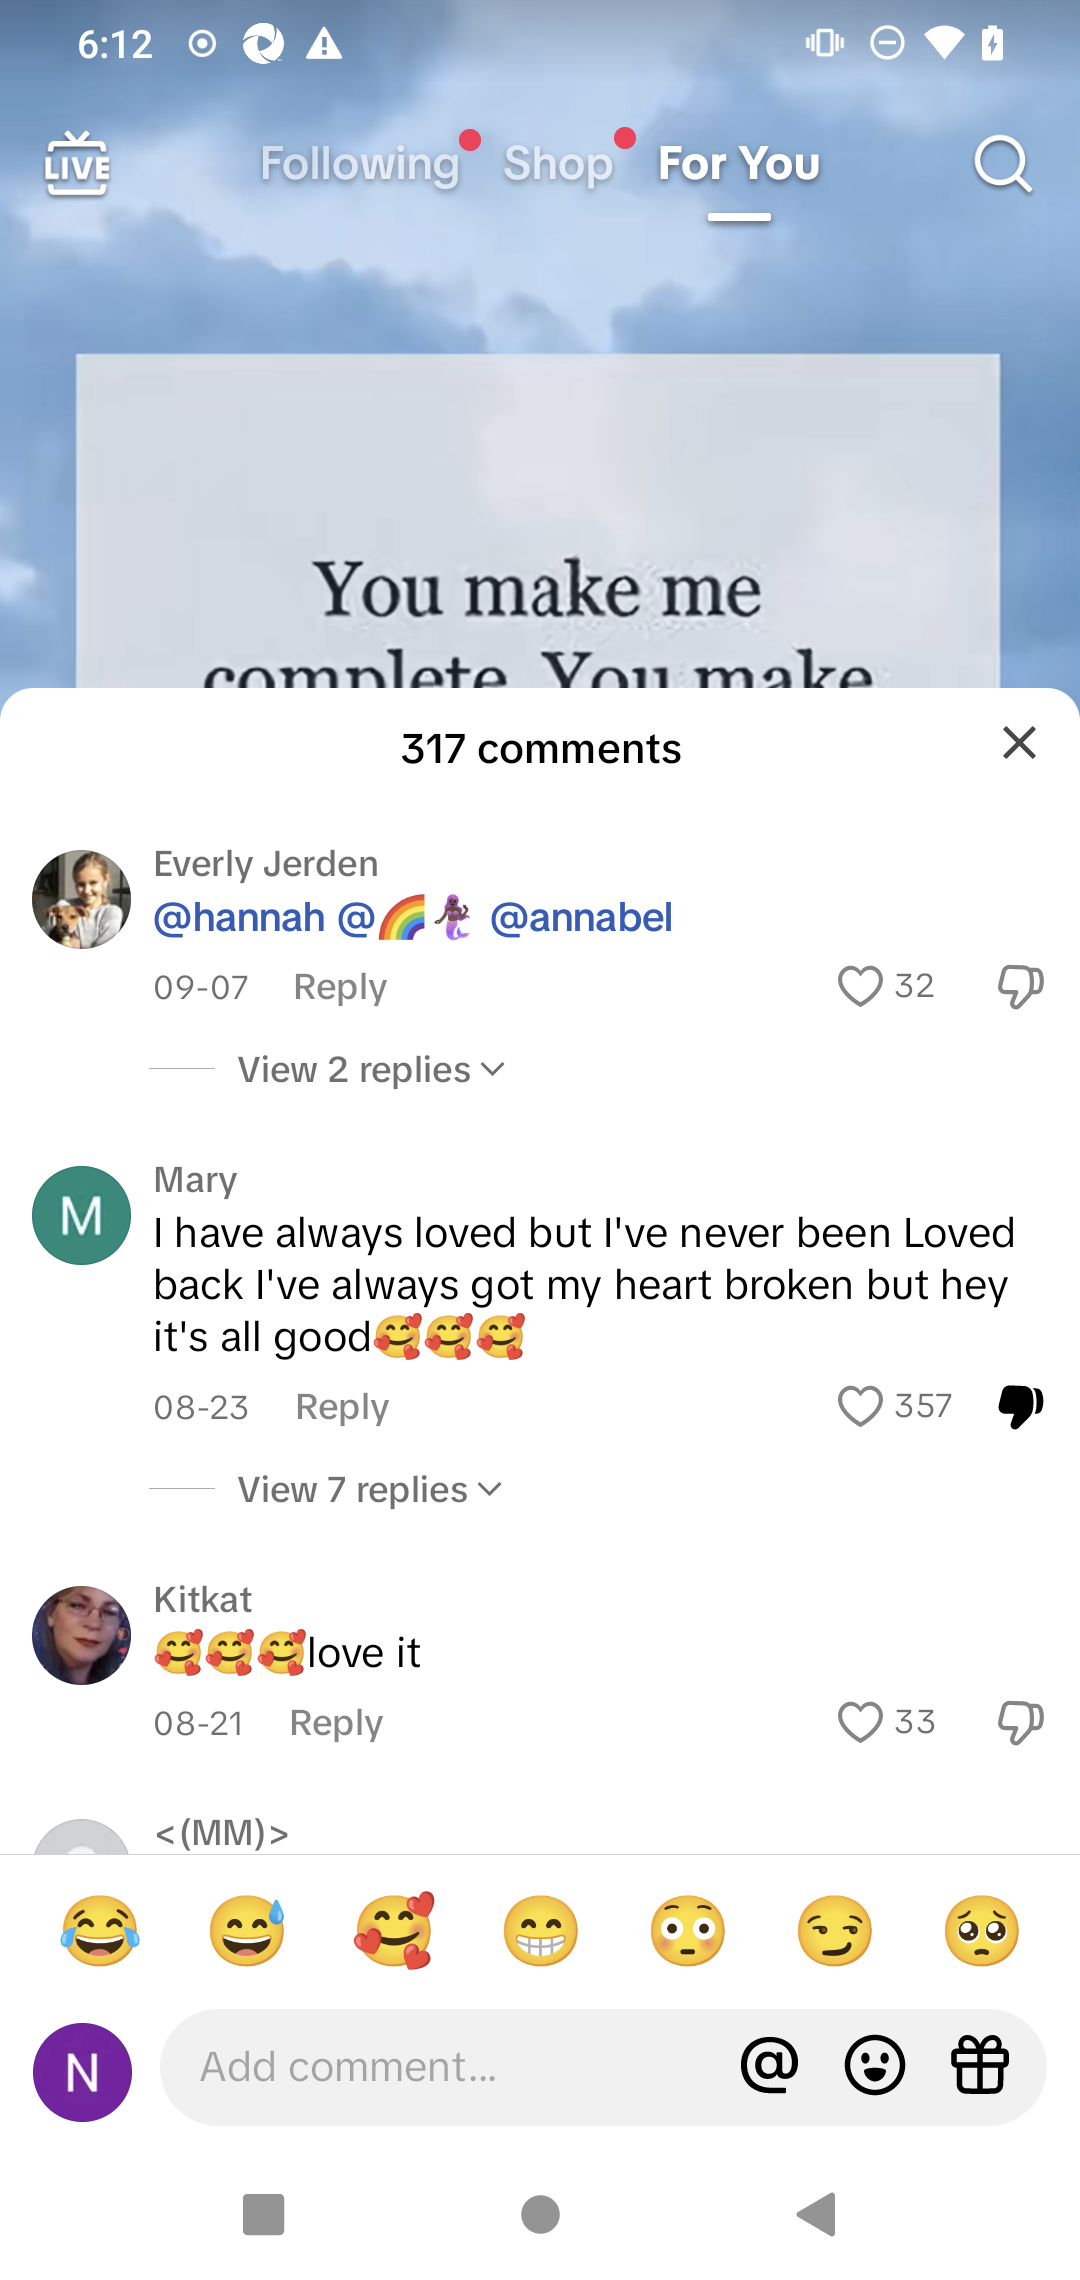 6:12
LIVE
Following Shop For You
You make me
complete. You make
317 comments
Everly Jerden
@hannah @🌈🧜🏿‍♀️ @annabel
09-07 Reply 32
View 2 replies
M
Mary
I have always loved but I've never been Loved
back I've always got my heart broken but hey
it's all good🥰🥰🥰
08-23 Reply 357
View 7 replies
Kitkat
🥰🥰🥰love it
08-21 Reply 33
<(MM)>
😂 😅 🥰 😁 😳 😏 🥺
N
Add comment...